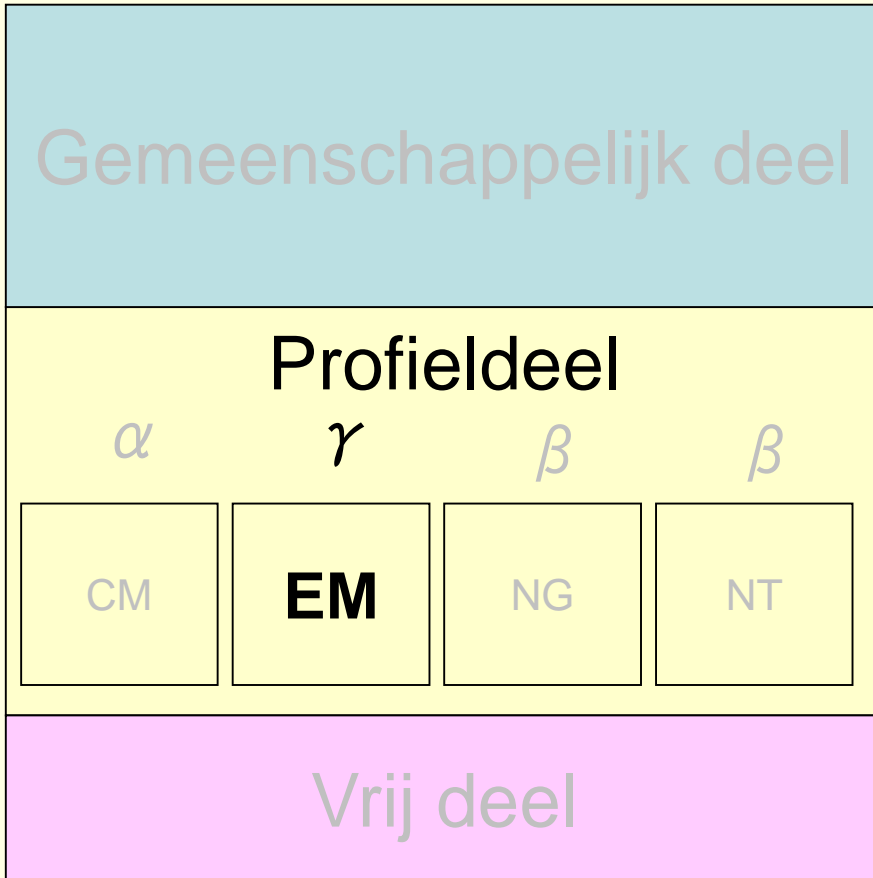 Gemeenschappelijk deel
Profieldeel
α γ β β
CM EM NG NT
Vrij deel